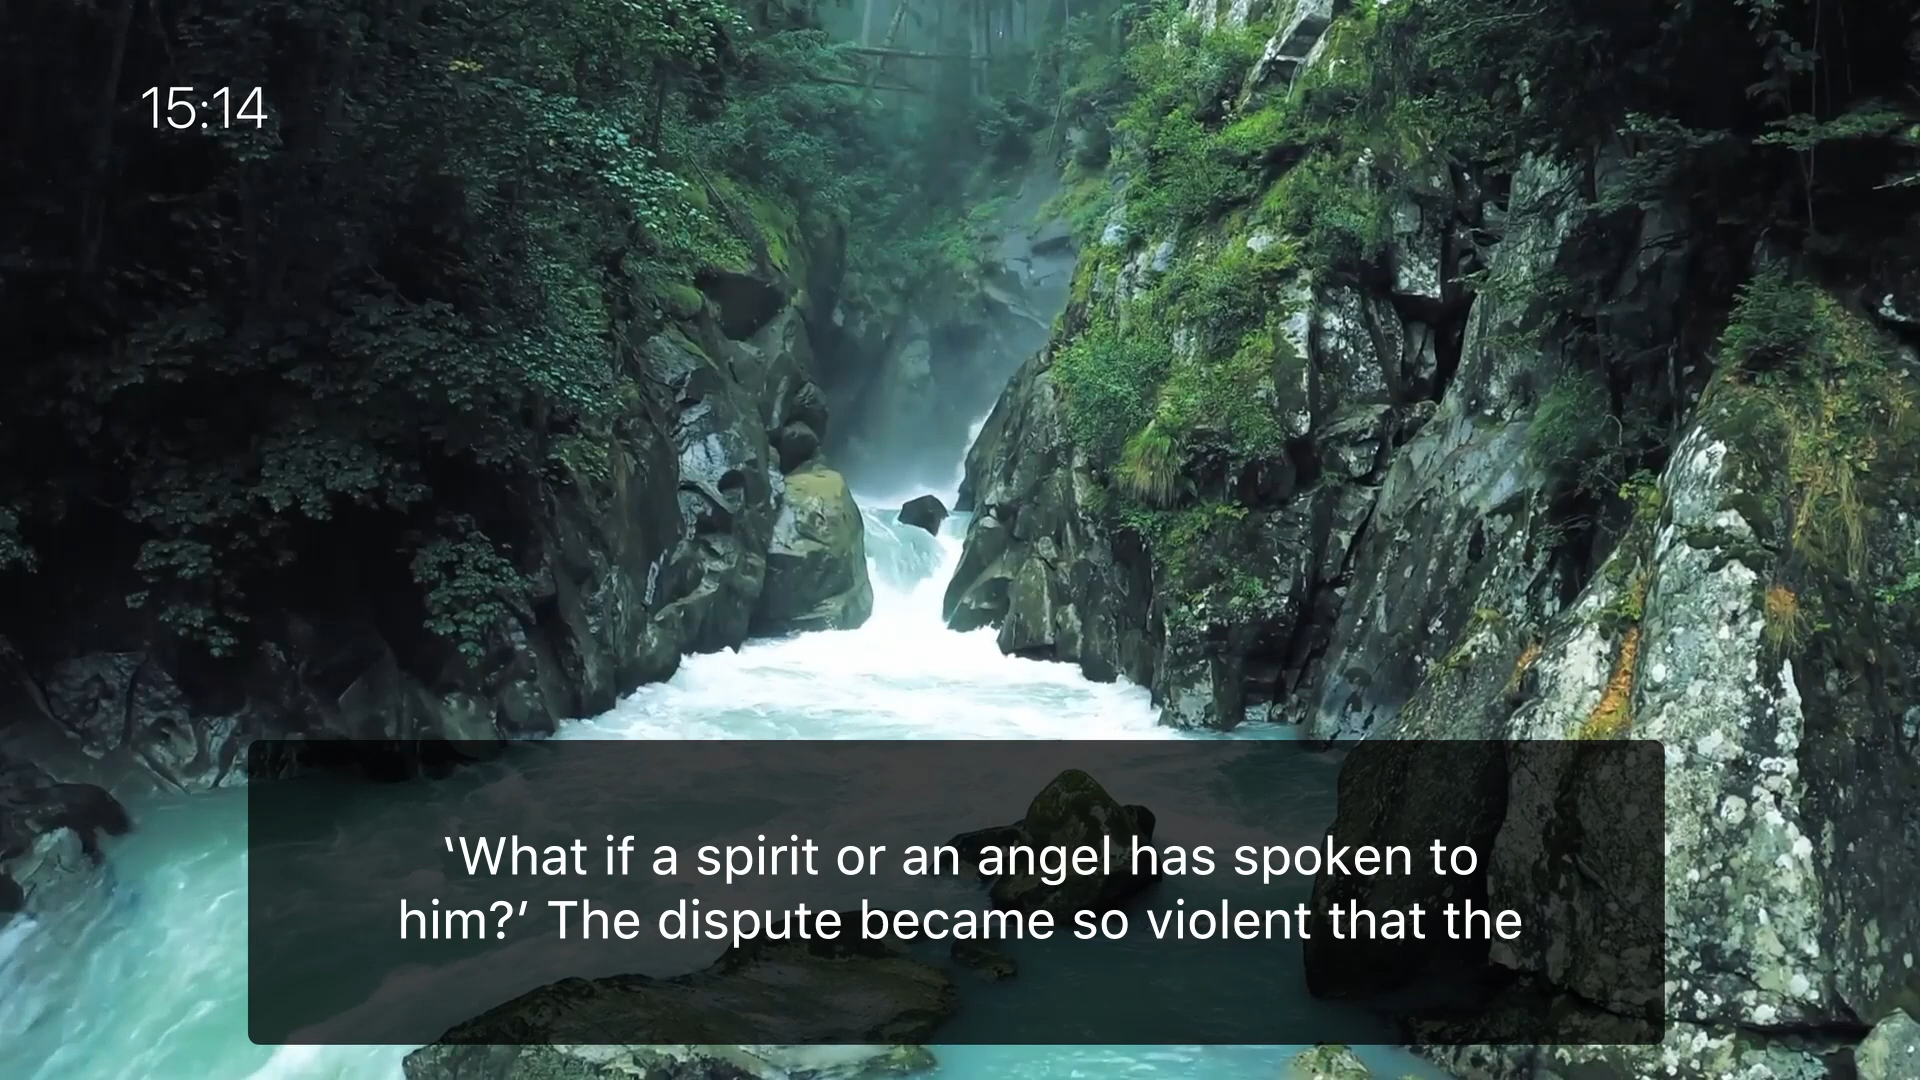 15:14
‘What if a spirit or an angel has spoken to
him?’ The dispute became so violent that the